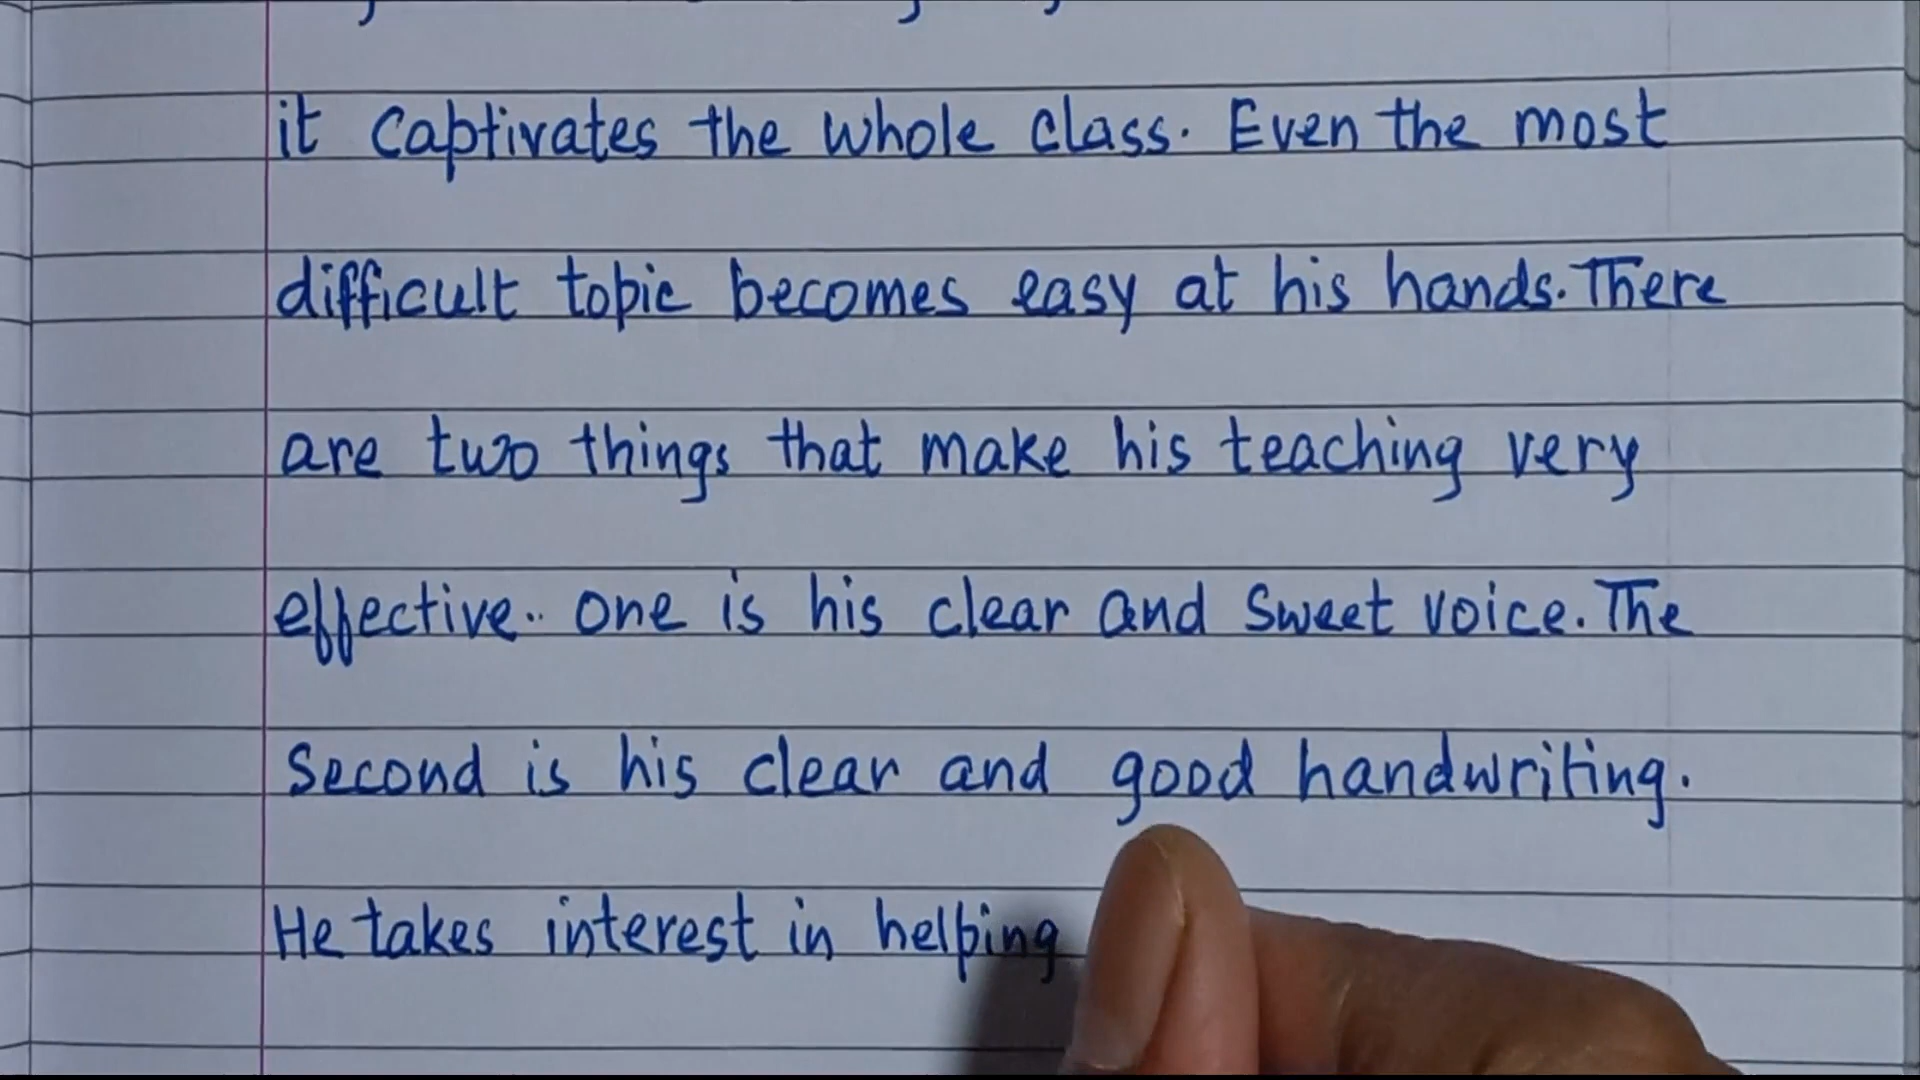 it captivates the whole class. Even the most
difficult topic becomes easy at his hands. There
are two things that make his teaching very
effective.. one is his clear and sweet voice. The
Second is his clear and good handwriting.
He takes interest in helping